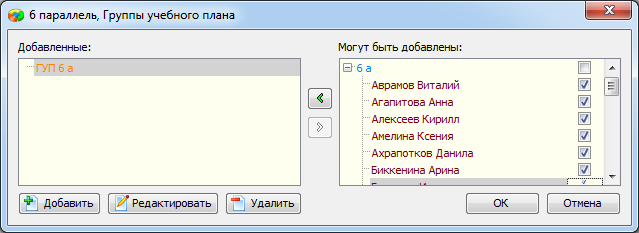 6 параллель, Группы учебного плана
Добавленные:
ГУП 6 а
Могут быть добавлены:
6 а
Аврамов Виталий
Агапитова Анна
Алексеев Кирилл
Амелина Ксения
Ахрапотков Данила
Биккенина Арина
Добавить
Редактировать
Удалить
OK
Отмена